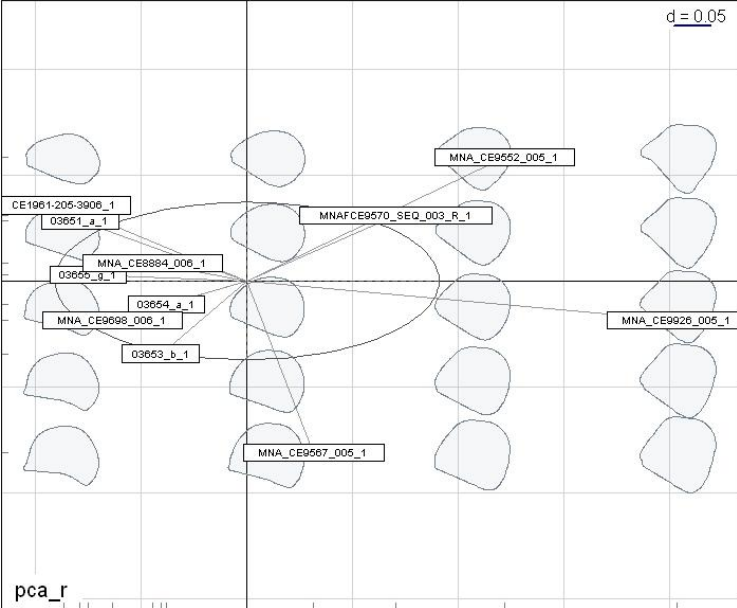 d = 0.05
MNA_CE9552_005_1
CE1961-205-3906_1
MNAFCE9570_SEQ_003_R_1
03651_a_1
MNA_CE8884_006_1
03655_g_1
03654_a_1
MNA_CE9698_006_1
MNA_CE9926_005_1
03653_b_1
MNA_CE9567_005_1
pca_r